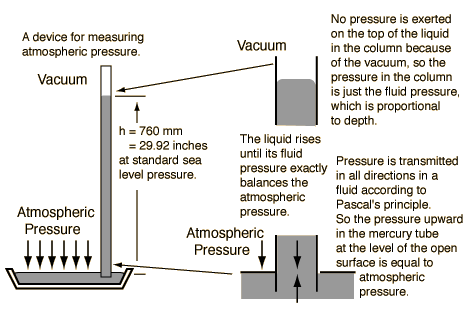 A device for measuring
atmospheric pressure.
Vacuum
h = 760 mm
= 29.92 inches
at standard sea
level pressure.
Atmospheric
Pressure
Vacuum
No pressure is exerted
on the top of the liquid
in the column because
of the vacuum, so the
pressure in the column
is just the fluid pressure,
which is proportional
to depth.
The liquid rises
until its fluid
pressure exactly
balances the
atmospheric
pressure.
Atmospheric
Pressure
Pressure is transmitted
in all directions in a
fluid according to
Pascal's principle.
So the pressure upward
in the mercury tube
at the level of the open
surface is equal to
atmospheric
pressure.